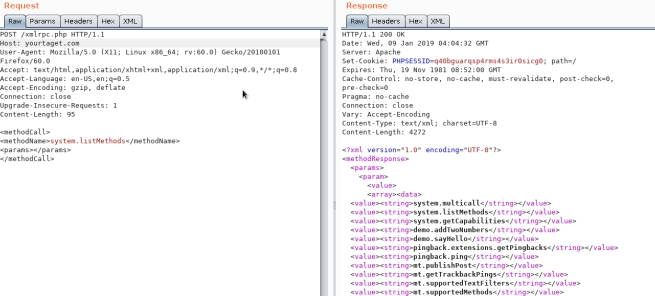 Request
Raw Params Headers Hex XML
POST /xmlrpc.php HTTP/1.1
Host: yourtaget.com
User-Agent: Mozilla/5.0 (X11; Linux x86_64; rv:60.0) Gecko/20100101
Firefox/60.0
Accept: text/html,application/xhtml+xml,application/xml;q=0.9,*/*;q=0.8
Accept-Language: en-US,en;q=0.5
Accept-Encoding: gzip, deflate
Connection: close
Upgrade-Insecure-Requests: 1
Content-Length: 95
<methodCall>
<methodName>system.listMethods</methodName>
<params></params>
</methodCall>
Response
Raw Headers Hex XML
HTTP/1.1 200 OK
Date: Wed, 09 Jan 2019 04:04:32 GMT
Server: Apache
Set-Cookie: PHPSESSID=q40bguarqsp4rms4s3ir0sicg0; path=/
Expires: Thu, 19 Nov 1981 08:52:00 GMT
Cache-Control: no-store, no-cache, must-revalidate, post-check=0,
pre-check=0
Pragma: no-cache
Connection: close
Vary: Accept-Encoding
Content-Type: text/xml; charset=UTF-8
Content-Length: 4272
<?xml version="1.0" encoding="UTF-8"?>
<methodResponse>
<params>
<param>
<value>
<array><data>
<value><string>system.multicall</string></value>
<value><string>system.listMethods</string></value>
<value><string>system.getCapabilities</string></value>
<value><string>demo.addTwoNumbers</string></value>
<value><string>demo.sayHello</string></value>
<value><string>pingback.extensions.getPingbacks</string></value>
<value><string>pingback.ping</string></value>
<value><string>mt.publishPost</string></value>
<value><string>mt.getTrackbackPings</string></value>
<value><string>mt.supportedTextFilters</string></value>
<value><string>mt.supportedMethods</string></value>